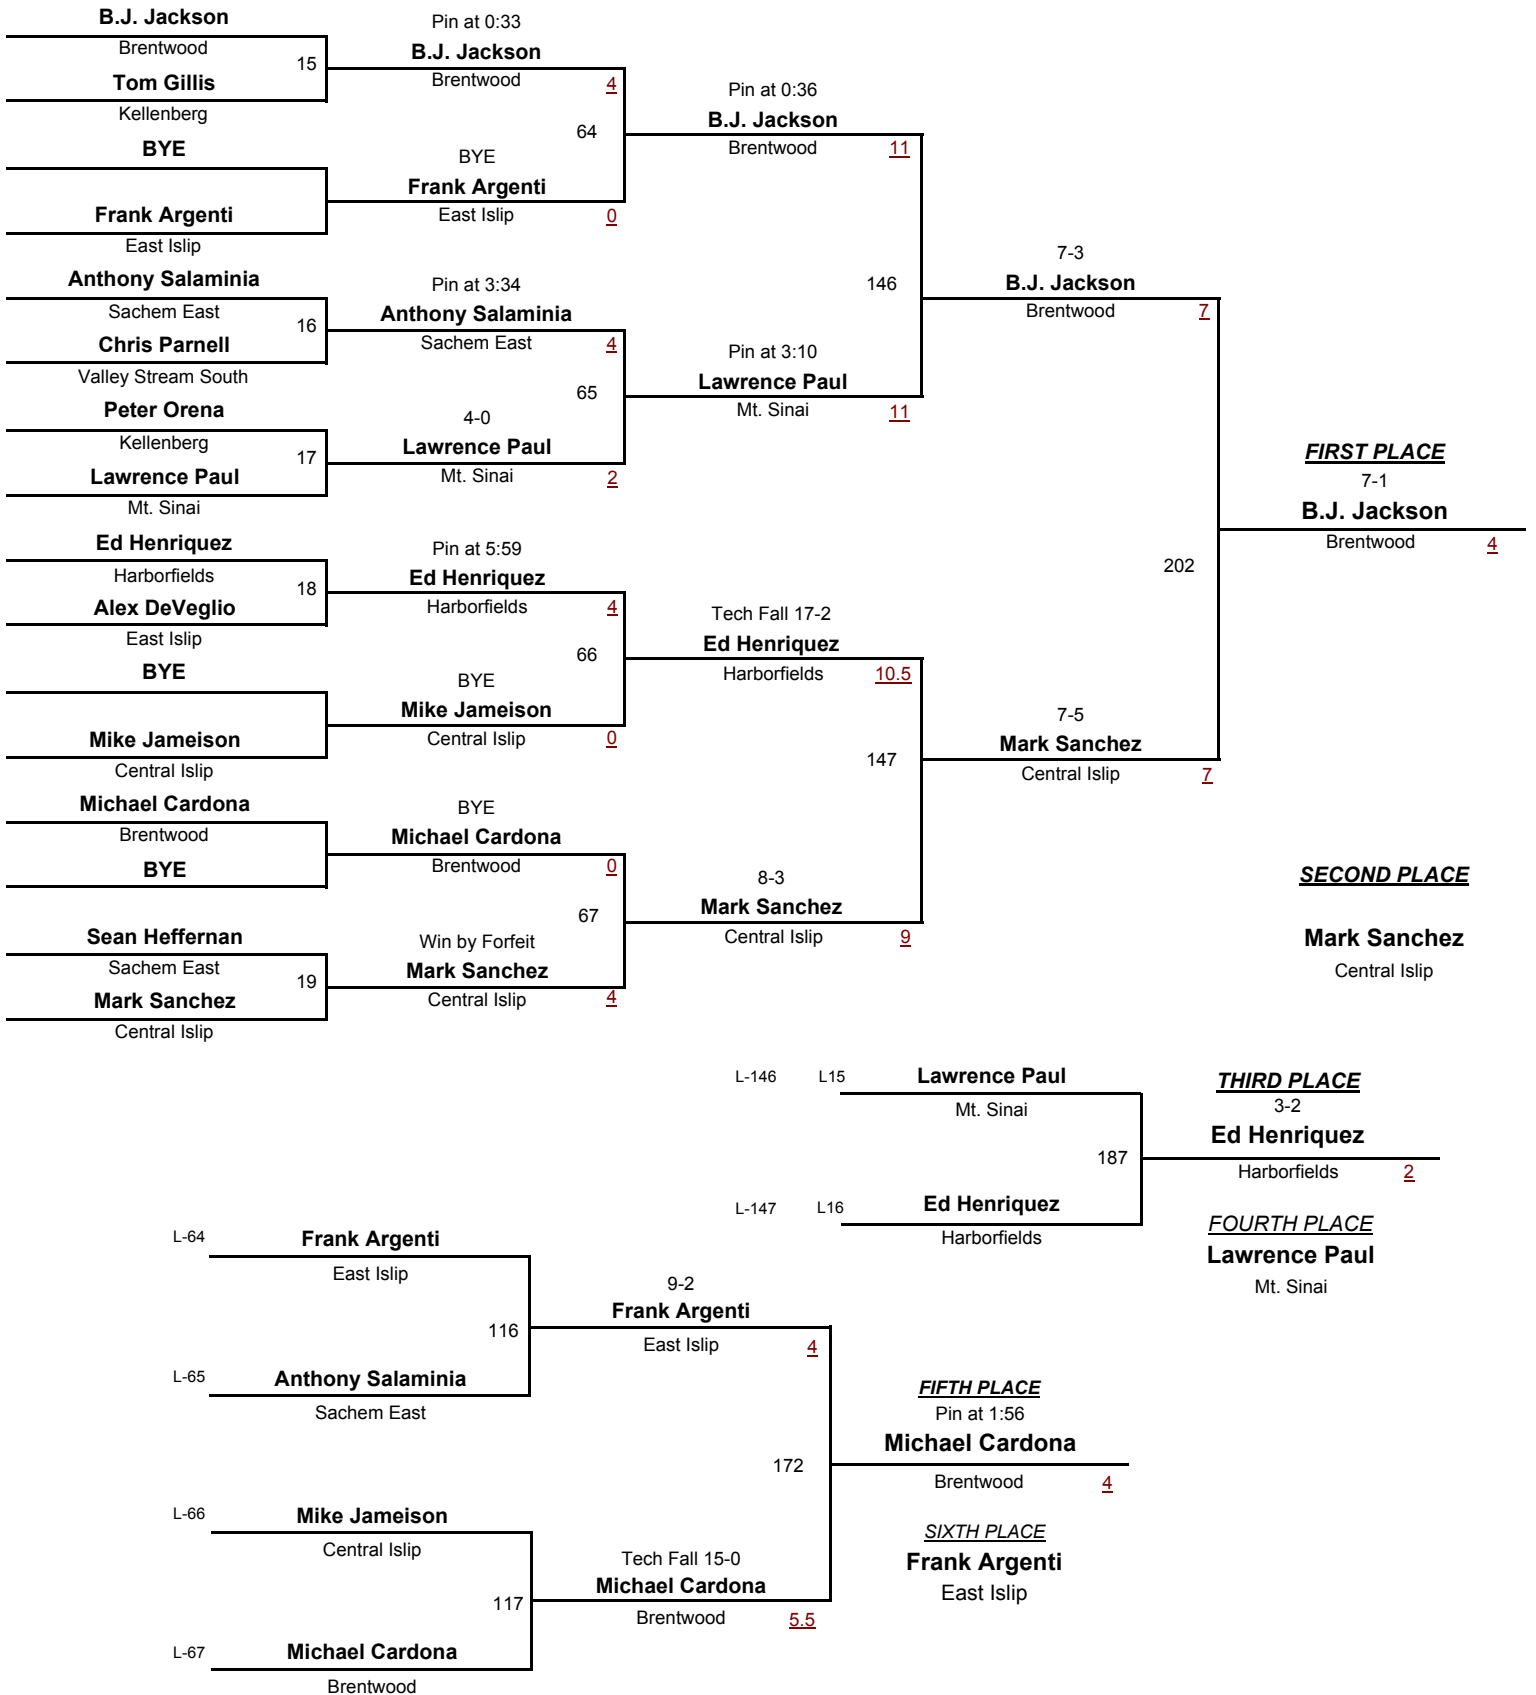 B.J. Jackson
Brentwood
15
Tom Gillis
Kellenberg
BYE
Frank Argenti
East Islip
Anthony Salaminia
Sachem East
16
Chris Parnell
Valley Stream South
Peter Orena
Kellenberg
17
Lawrence Paul
Mt. Sinai
Ed Henriquez
Harborfields
18
Alex DeVeglio
East Islip
BYE
Mike Jameison
Central Islip
Michael Cardona
Brentwood
BYE
Sean Heffernan
Sachem East
19
Mark Sanchez
Central Islip
Pin at 0:33
B.J. Jackson
Brentwood
4
64
BYE
Frank Argenti
East Islip
0
Pin at 3:34
Anthony Salaminia
Sachem East
4
65
4-0
Lawrence Paul
Mt. Sinai
2
Pin at 5:59
Ed Henriquez
Harborfields
4
66
BYE
Mike Jameison
Central Islip
0
BYE
Michael Cardona
Brentwood
0
67
Win by Forfeit
Mark Sanchez
Central Islip
4
Pin at 0:36
B.J. Jackson
Brentwood
11
146
Pin at 3:10
Lawrence Paul
Mt. Sinai
11
Tech Fall 17-2
Ed Henriquez
Harborfields
10.5
147
8-3
Mark Sanchez
Central Islip
9
7-3
B.J. Jackson
Brentwood
7
202
7-5
Mark Sanchez
Central Islip
7
FIRST PLACE
7-1
B.J. Jackson
Brentwood
4
SECOND PLACE
Mark Sanchez
Central Islip
L-146
L15
Lawrence Paul
Mt. Sinai
187
L-147
L16
Ed Henriquez
Harborfields
THIRD PLACE
3-2
Ed Henriquez
Harborfields
2
FOURTH PLACE
Lawrence Paul
Mt. Sinai
L-64
Frank Argenti
East Islip
116
L-65
Anthony Salaminia
Sachem East
L-66
Mike Jameison
Central Islip
117
L-67
Michael Cardona
Brentwood
9-2
Frank Argenti
East Islip
4
172
Tech Fall 15-0
Michael Cardona
Brentwood
5.5
FIFTH PLACE
Pin at 1:56
Michael Cardona
Brentwood
4
SIXTH PLACE
Frank Argenti
East Islip